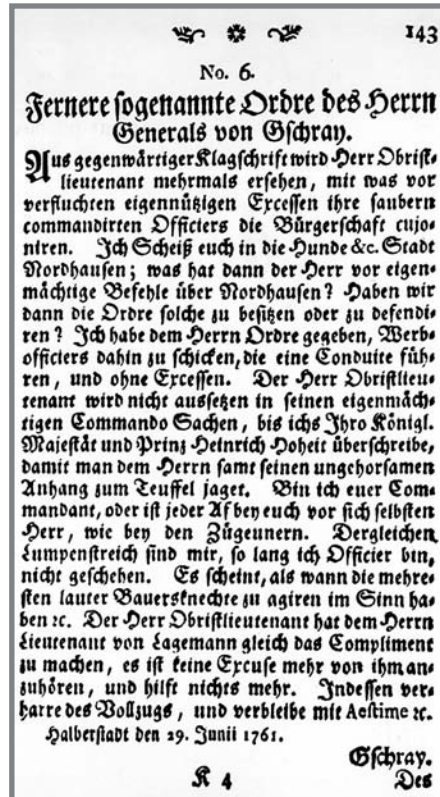 143
No. 6.
Fernere sogenannte Ordre des Herrn
Generals von Gschray.
Aus gegenwärtiger Klagschrift wird Herr Obrist-
lieutenant mehrmals ersehen, mit was vor
verfluchten eigennützigen Excessen ihre saubern
commandirten Officiers die Bürgerschaft cujo-
niren. Ich Scheiß euch in die Hunde &c. Stadt
Nordhausen; was hat dann der Herr vor eigen-
mächtige Befehle über Nordhausen? Haben wir
dann die Ordre solche zu besitzen oder zu defendi-
ren? Ich habe dem Herrn Ordre gegeben, Werb-
officiers dahin zu schicken, die eine Conduite füh-
ren, und ohne Excessen. Der Herr Obristlieu-
tenant wird nicht aussetzen in seinen eigenmäch-
tigen Commando Sachen, bis ichs Ihro Königl.
Majestät und Prinz Heinrich Hoheit überschreibe,
damit man dem Herrn samt seinen ungehorsamen
Anhang zum Teuffel jaget. Bin ich euer Com-
mandant, oder ist jeder Af bey euch vor sich selbsten
Herr, wie bey den Zügeunern. Dergleichen
Lumpenstreich sind mir, so lang ich Officier bin,
nicht geschehen. Es scheint, als wann die mehre-
sten lauter Bauersknechte zu agiren im Sinn ha-
ben ꝛc. Der Herr Obristlieutenant hat dem Herrn
Lieutenant von Lagemann gleich das Compliment
zu machen, es ist keine Excuse mehr von ihm an-
zuhören, und hilft nichts mehr. Indessen ver-
harre des Vollzugs, und verbleibe mit Aestime ꝛc.
Halberstadt den 29. Junii 1761.
Gschray.
K 4 Des